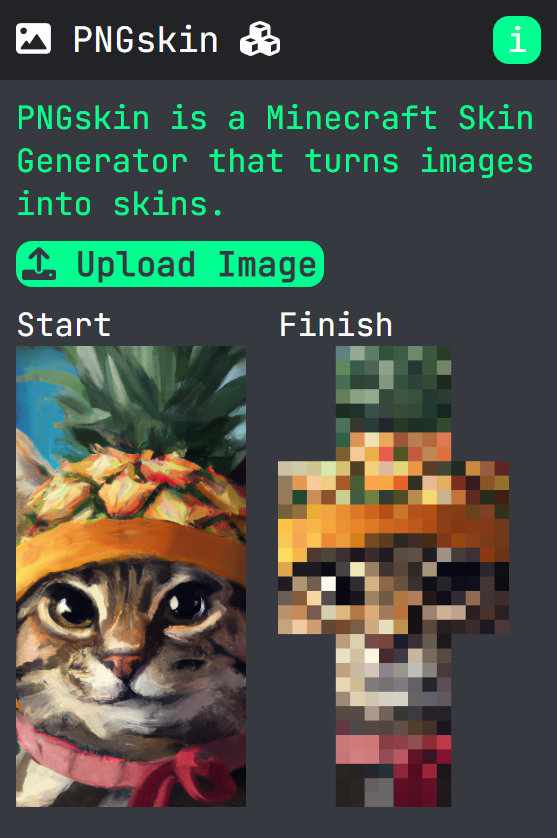 PNGskin
i
PNGskin is a Minecraft Skin
Generator that turns images
into skins.
Upload Image
Start
Finish